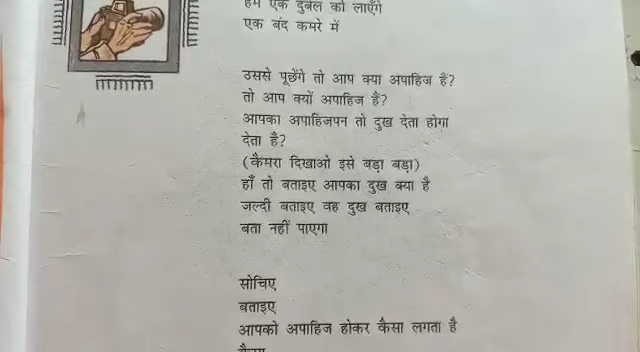 हम एक दुर्बल को लाएँगे
एक बंद कमरे में
उससे पूछेंगे तो आप क्या अपाहिज हैं?
तो आप क्यों अपाहिज हैं?
आपका अपाहिजपन तो दुख देता होगा
देता है?
(कैमरा दिखाओ इसे बड़ा बड़ा)
हाँ तो बताइए आपका दुख क्या है
जल्दी बताइए वह दुख बताइए
बता नहीं पाएगा
सोचिए
बताइए
आपको अपाहिज होकर कैसा लगता है